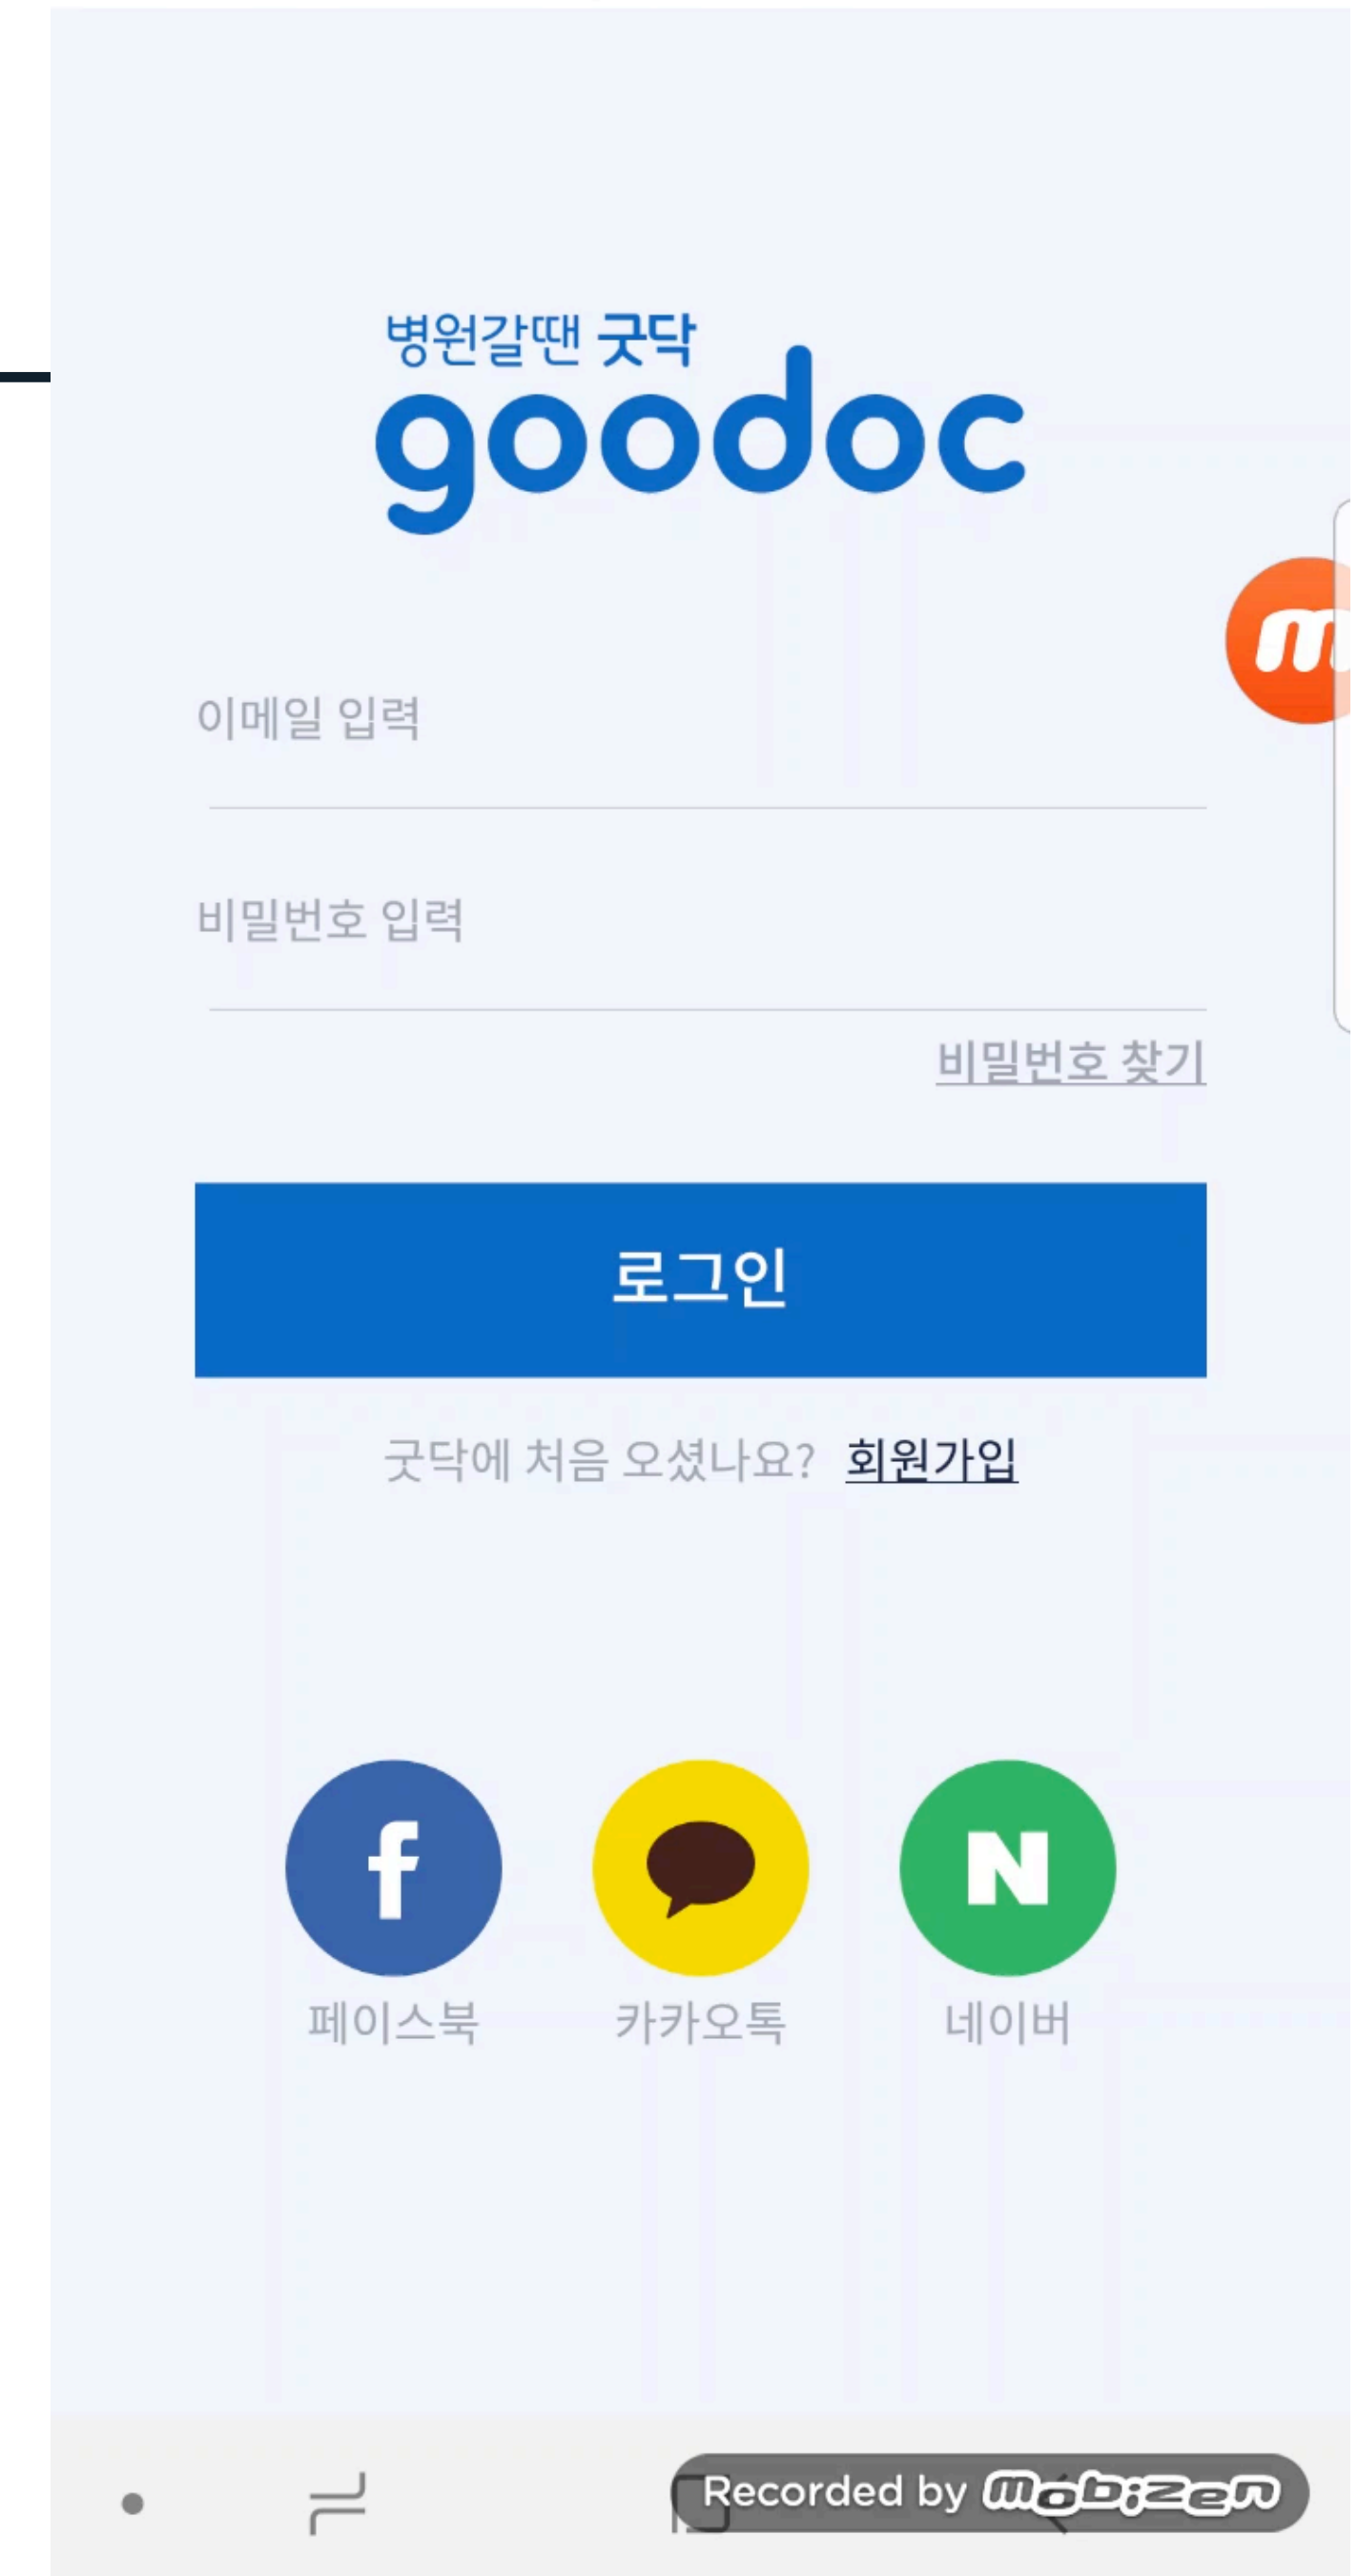 병원갈땐 굿닥
goodoc
m
이메일 입력
비밀번호 입력
비밀번호 찾기
로그인
굿닥에 처음 오셨나요? 회원가입
f
N
페이스북 카카오톡 네이버
Recorded by mobizen